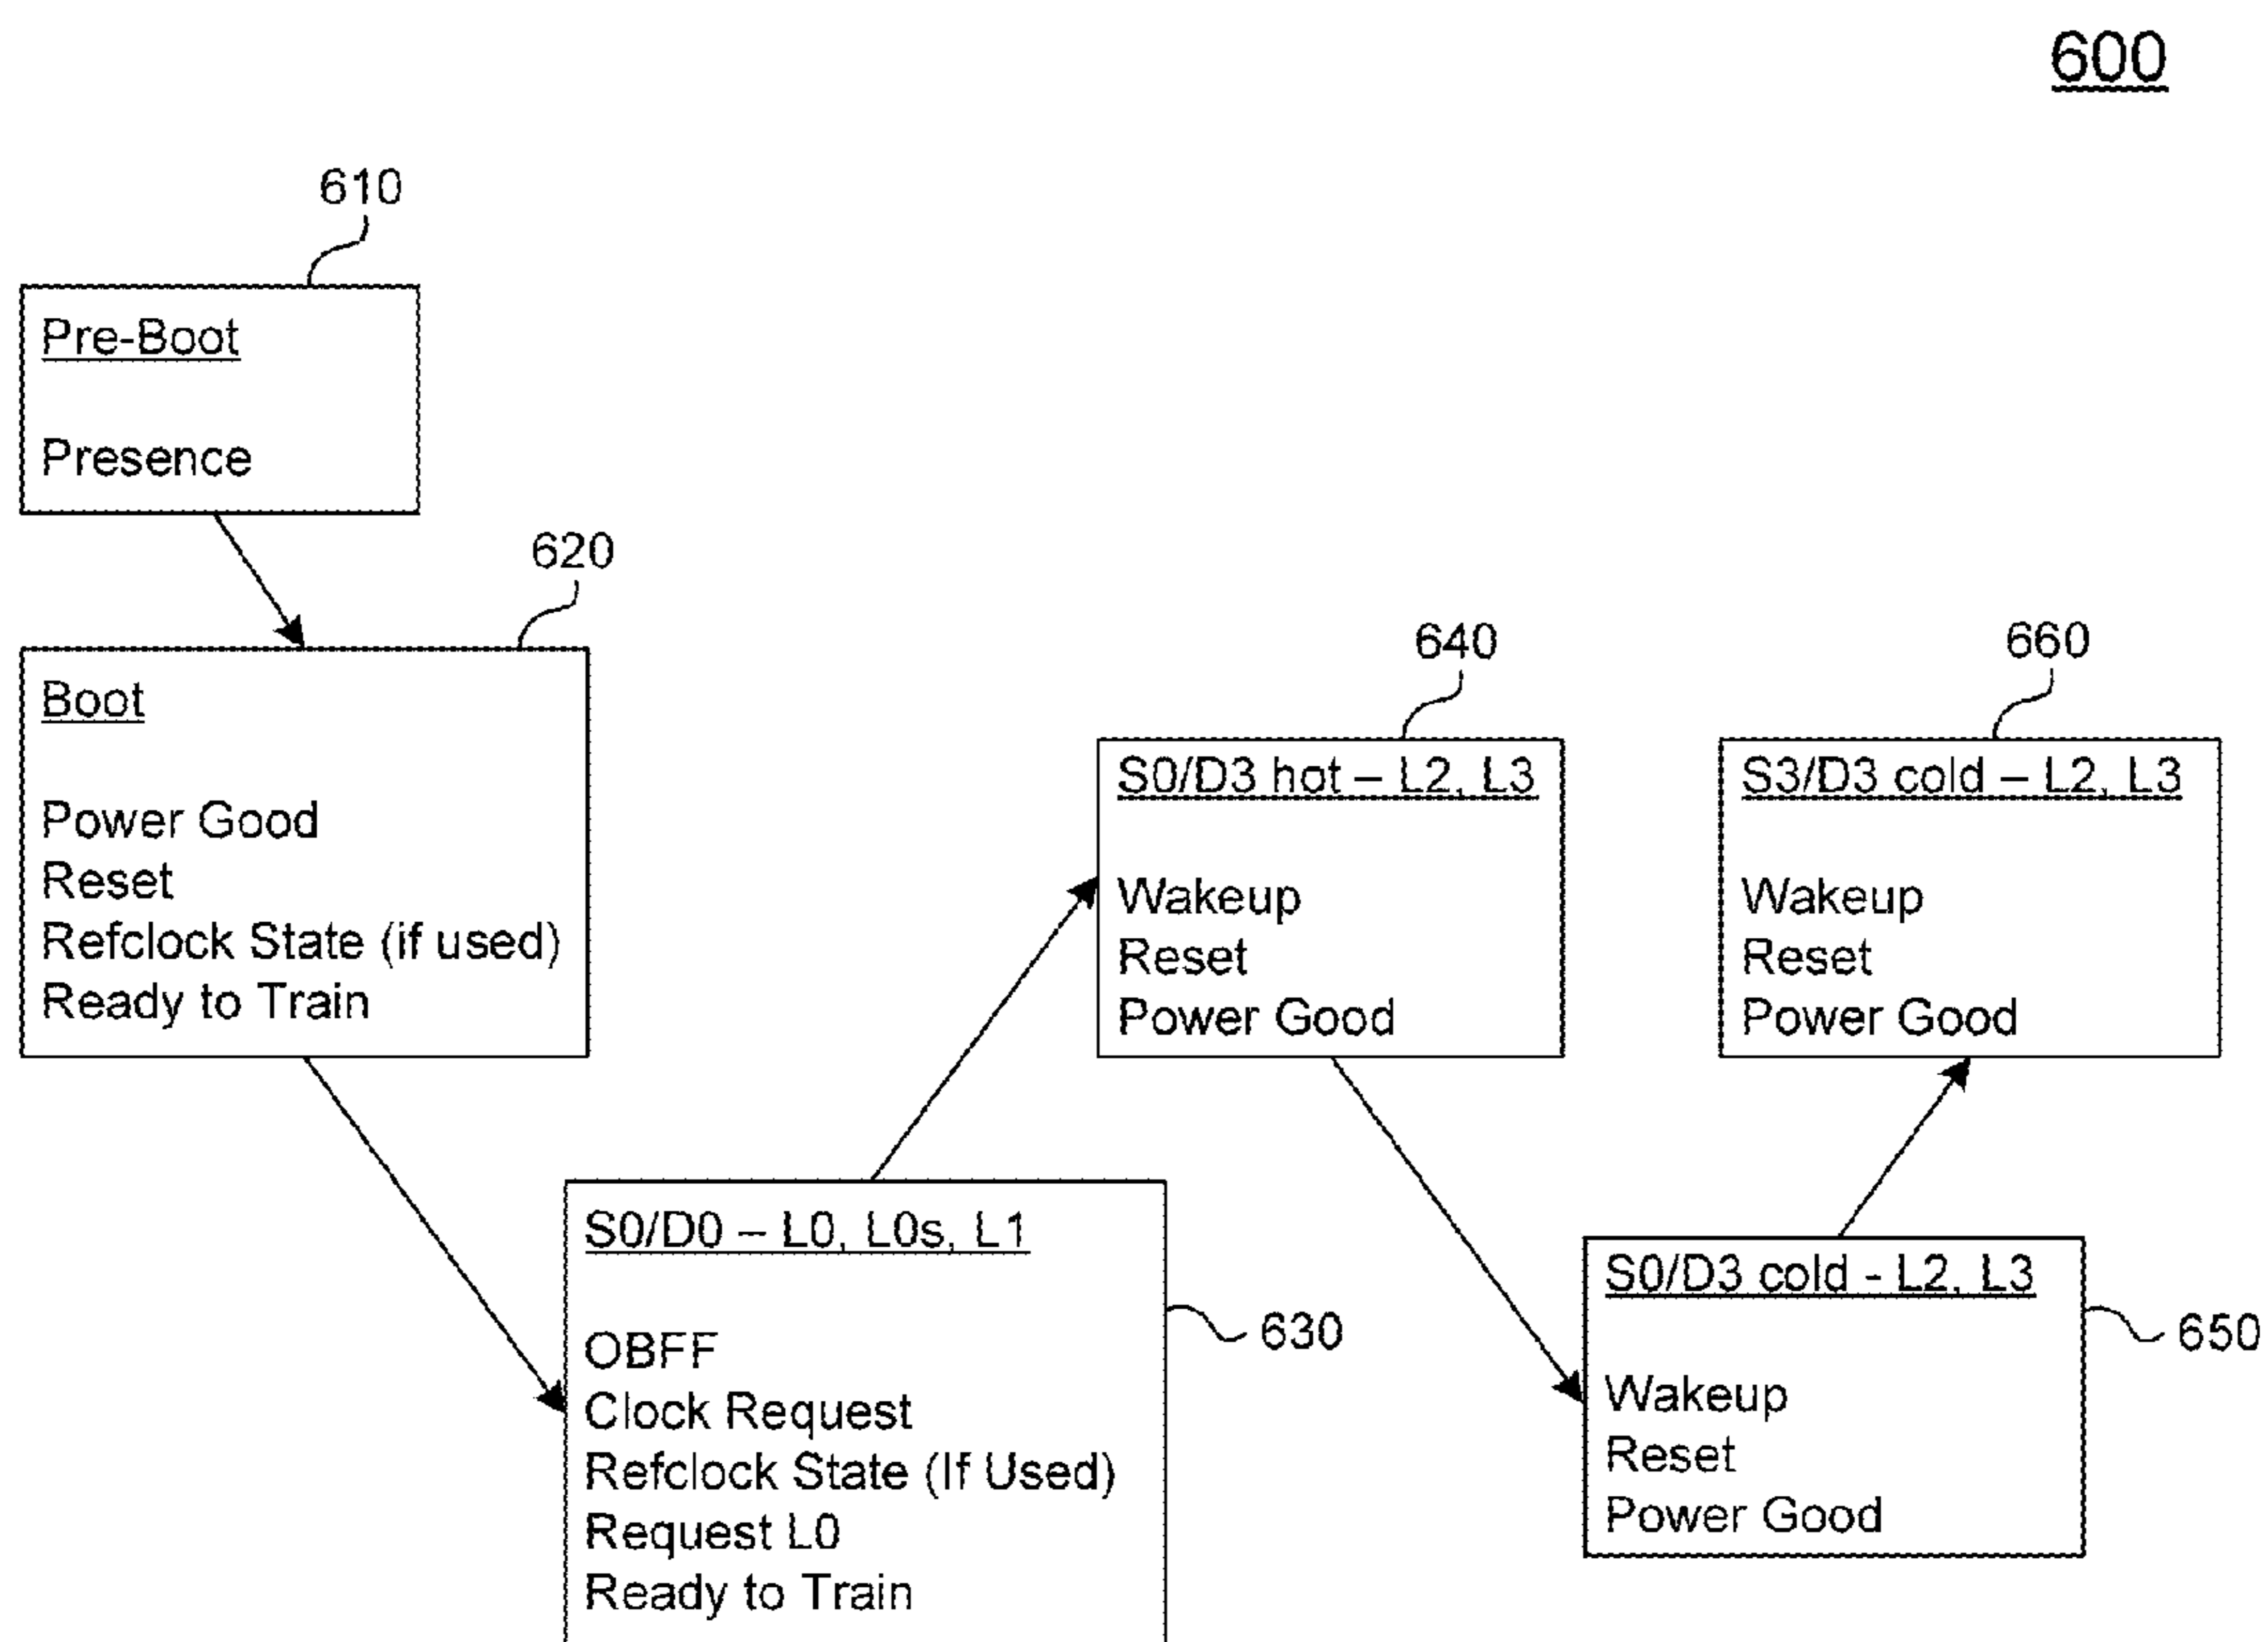 600
610
Pre-Boot
Presence
620
Boot
Power Good
Reset
Refclock State (if used)
Ready to Train
640
S0/D3 hot – L2, L3
Wakeup
Reset
Power Good
660
S3/D3 cold – L2, L3
Wakeup
Reset
Power Good
S0/D0 – L0, L0s, L1
OBFF
Clock Request
Refclock State (If Used)
Request L0
Ready to Train
630
S0/D3 cold - L2, L3
Wakeup
Reset
Power Good
650